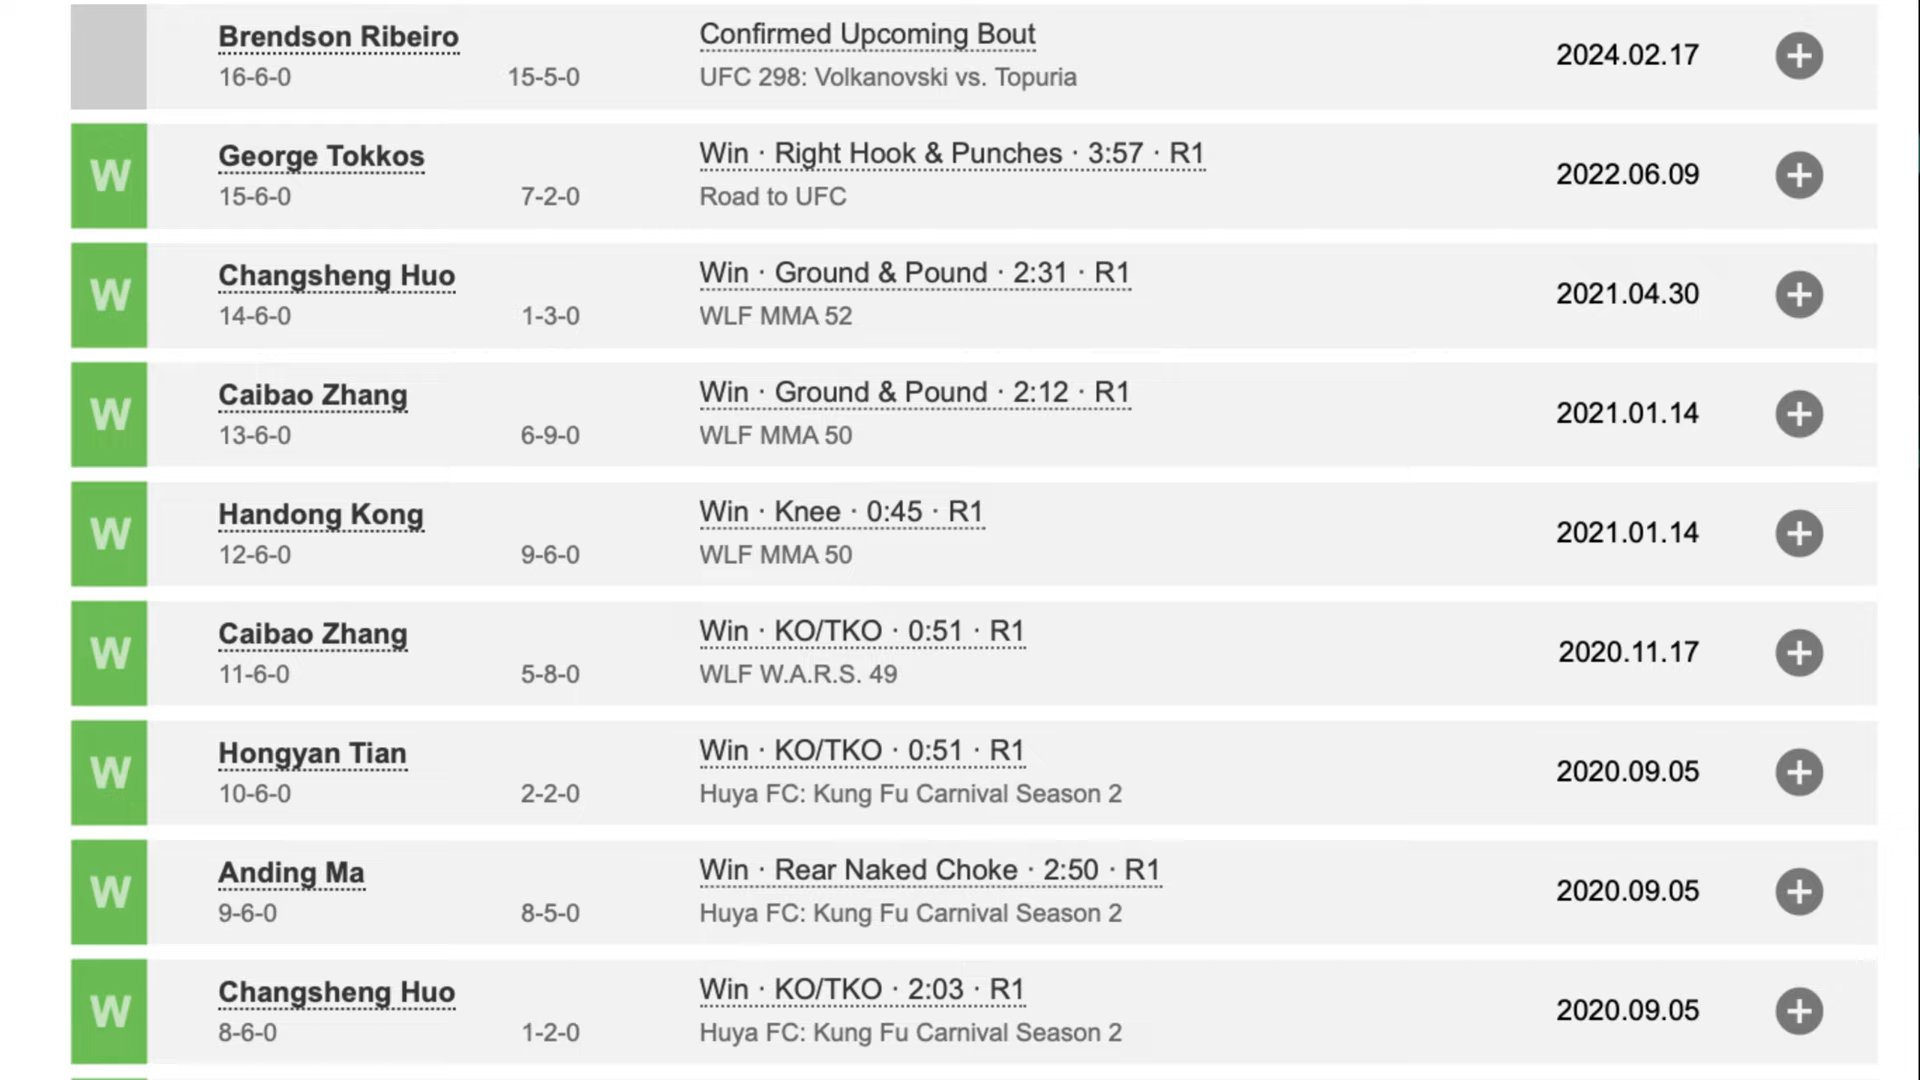 Brendson Ribeiro
Confirmed Upcoming Bout
2024.02.17
16-6-0
15-5-0
UFC 298: Volkanovski vs. Topuria
W
George Tokkos
Win · Right Hook & Punches · 3:57 · R1
2022.06.09
15-6-0
7-2-0
Road to UFC
W
Changsheng Huo
Win · Ground & Pound · 2:31 · R1
2021.04.30
14-6-0
1-3-0
WLF MMA 52
W
Caibao Zhang
Win · Ground & Pound · 2:12 · R1
2021.01.14
13-6-0
6-9-0
WLF MMA 50
W
Handong Kong
Win · Knee · 0:45 · R1
2021.01.14
12-6-0
9-6-0
WLF MMA 50
W
Caibao Zhang
Win · KO/TKO · 0:51 · R1
2020.11.17
11-6-0
5-8-0
WLF W.A.R.S. 49
W
Hongyan Tian
Win · KO/TKO · 0:51 · R1
2020.09.05
10-6-0
2-2-0
Huya FC: Kung Fu Carnival Season 2
W
Anding Ma
Win · Rear Naked Choke · 2:50 · R1
2020.09.05
9-6-0
8-5-0
Huya FC: Kung Fu Carnival Season 2
W
Changsheng Huo
Win · KO/TKO · 2:03 · R1
2020.09.05
8-6-0
1-2-0
Huya FC: Kung Fu Carnival Season 2